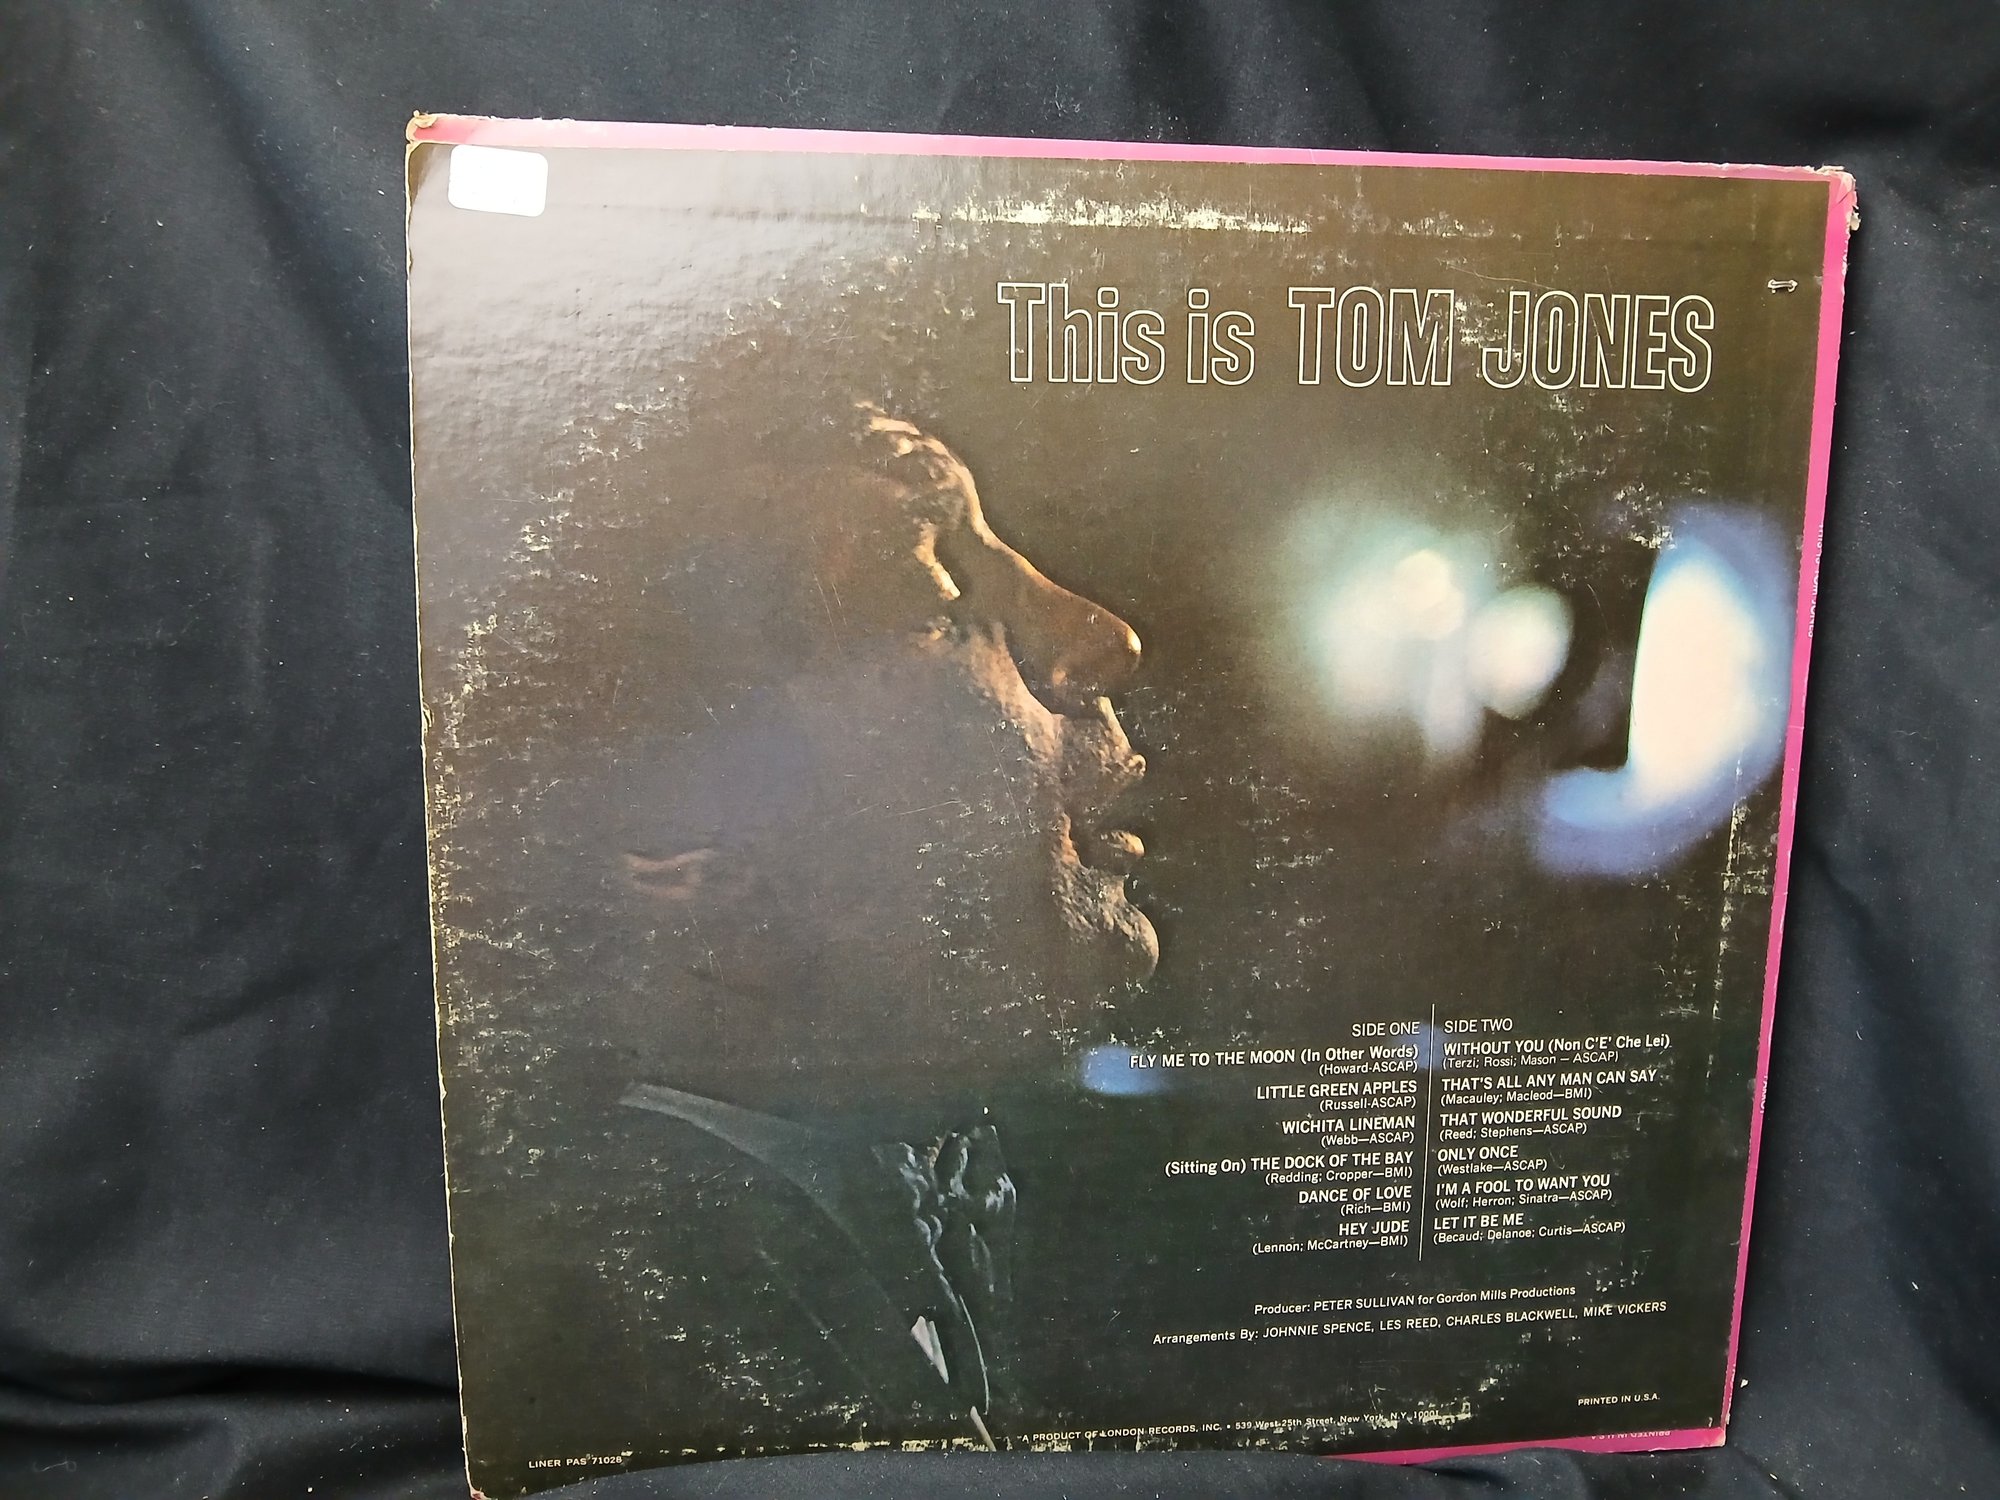 This is TOM JONES
SIDE ONE
FLY ME TO THE MOON (In Other Words)
(Howard-ASCAP)
LITTLE GREEN APPLES
(Russell-ASCAP)
WICHITA LINEMAN
(Webb—ASCAP)
(Sitting On) THE DOCK OF THE BAY
(Redding; Cropper—BMI)
DANCE OF LOVE
(Rich—BMI)
HEY JUDE
(Lennon; McCartney—BMI)
SIDE TWO
WITHOUT YOU (Non C'E' Che Lei)
(Terzi; Rossi; Mason — ASCAP)
THAT'S ALL ANY MAN CAN SAY
(Macauley; Macleod—BMI)
THAT WONDERFUL SOUND
(Reed; Stephens—ASCAP)
ONLY ONCE
(Westlake—ASCAP)
I'M A FOOL TO WANT YOU
(Wolf; Herron; Sinatra—ASCAP)
LET IT BE ME
(Becaud; Delanoe; Curtis—ASCAP)
Producer: PETER SULLIVAN for Gordon Mills Productions
Arrangements By: JOHNNIE SPENCE, LES REED, CHARLES BLACKWELL, MIKE VICKERS
PRINTED IN U.S.A.
A PRODUCT OF LONDON RECORDS, INC. • 539 West 25th Street, New York, N.Y. 10001
LINER PAS 71028